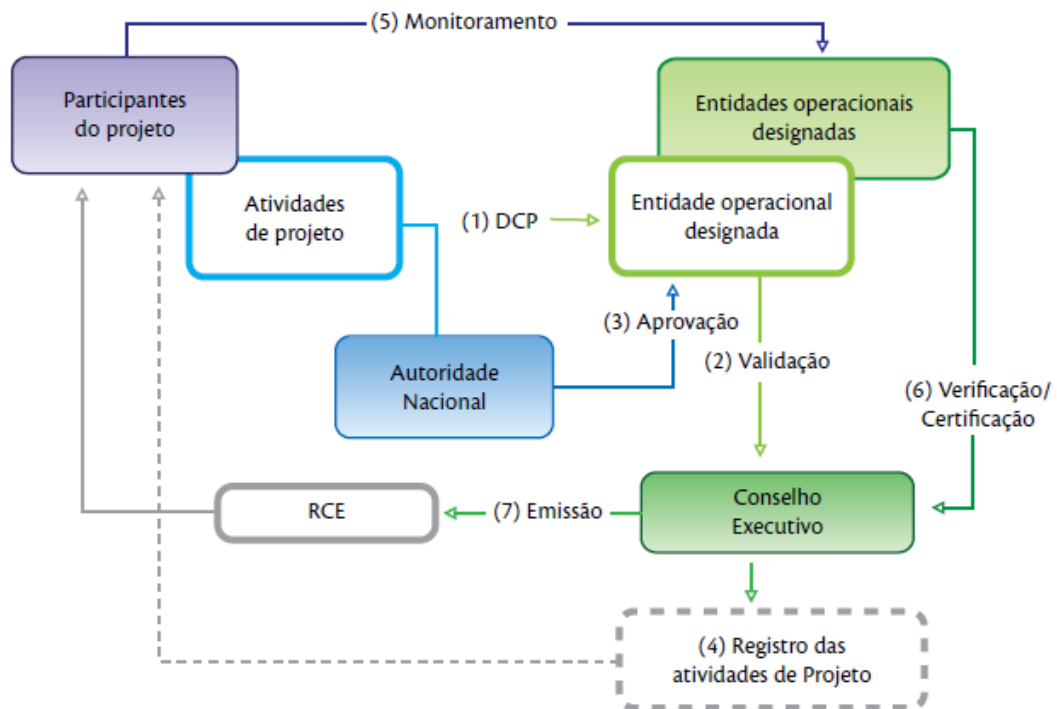 (5) Monitoramento
Participantes
do projeto
Entidades operacionais
designadas
Atividades
de projeto
(1) DCP
Entidade operacional
designada
(3) Aprovação
(2) Validação
Autoridade
Nacional
(6) Verificação/
Certificação
RCE
(7) Emissão
Conselho
Executivo
(4) Registro das
atividades de Projeto